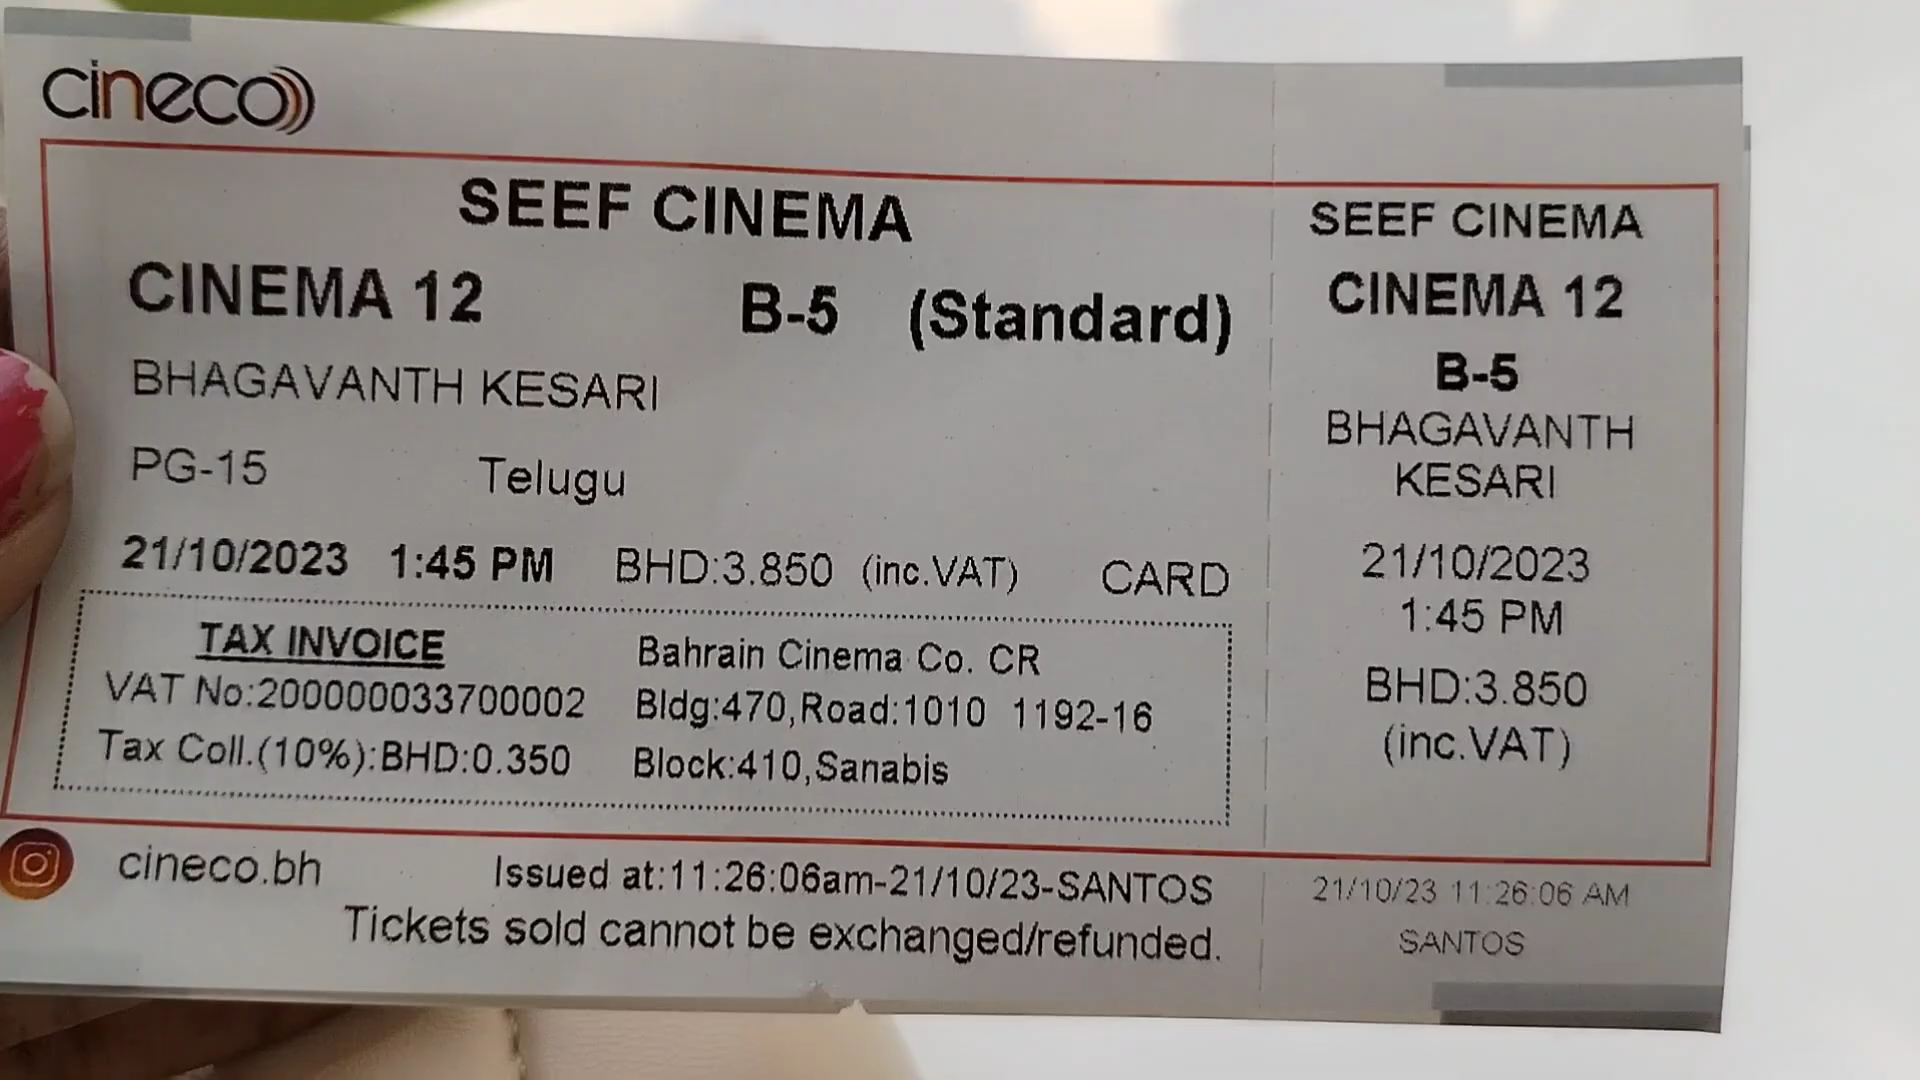 cineco
SEEF CINEMA
CINEMA 12 B-5 (Standard)
BHAGAVANTH KESARI
PG-15 Telugu
21/10/2023 1:45 PM BHD:3.850 (inc.VAT) CARD
TAX INVOICE
VAT No:200000033700002
Tax Coll.(10%):BHD:0.350
Bahrain Cinema Co. CR
Bldg:470,Road:1010 1192-16
Block:410,Sanabis
cineco.bh
Issued at:11:26:06am-21/10/23-SANTOS
Tickets sold cannot be exchanged/refunded.
SEEF CINEMA
CINEMA 12
B-5
BHAGAVANTH
KESARI
21/10/2023
1:45 PM
BHD:3.850
(inc.VAT)
21/10/23 11:26:06 AM
SANTOS